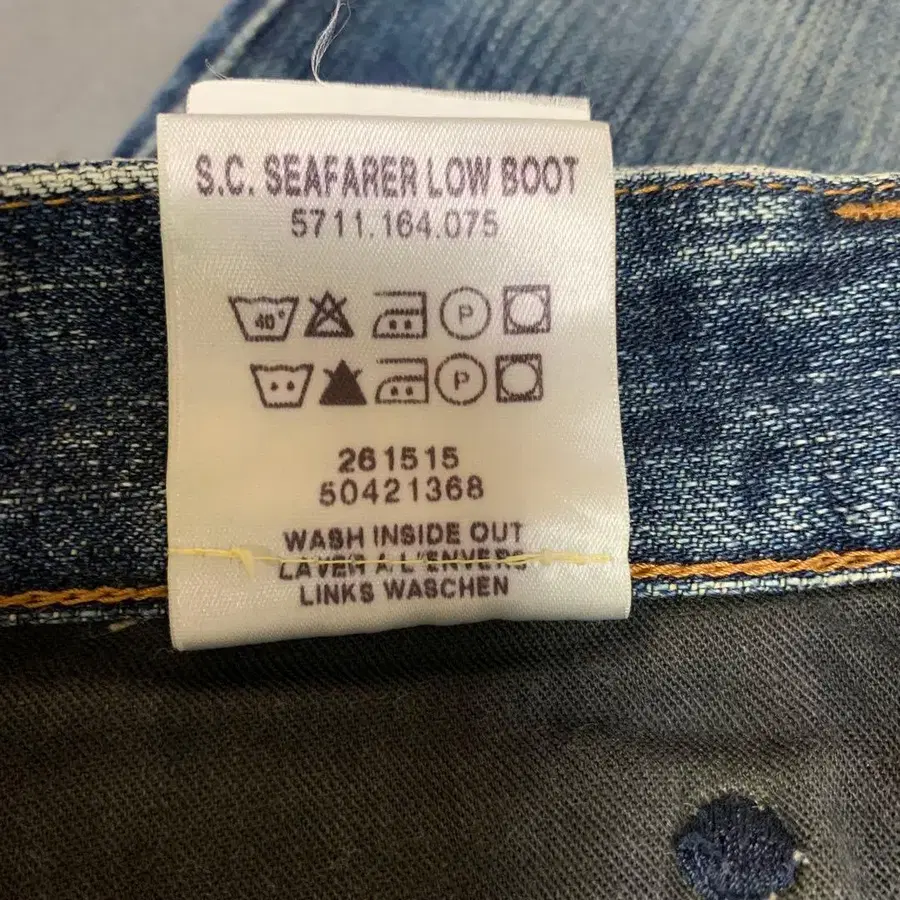 S.C. SEAFARER LOW BOOT
5711.164.075
40° P
P
261515
50421368
WASH INSIDE OUT
LAVER A L'ENVERS
LINKS WASCHEN